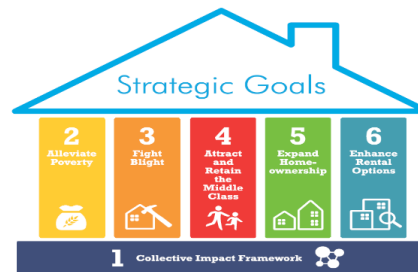 Strategic Goals
2
Alleviate
Poverty
3
Fight
Blight
4
Attract
and
Retain
the
Middle
Class
5
Expand
Home-
ownership
6
Enhance
Rental
Options
1 Collective Impact Framework